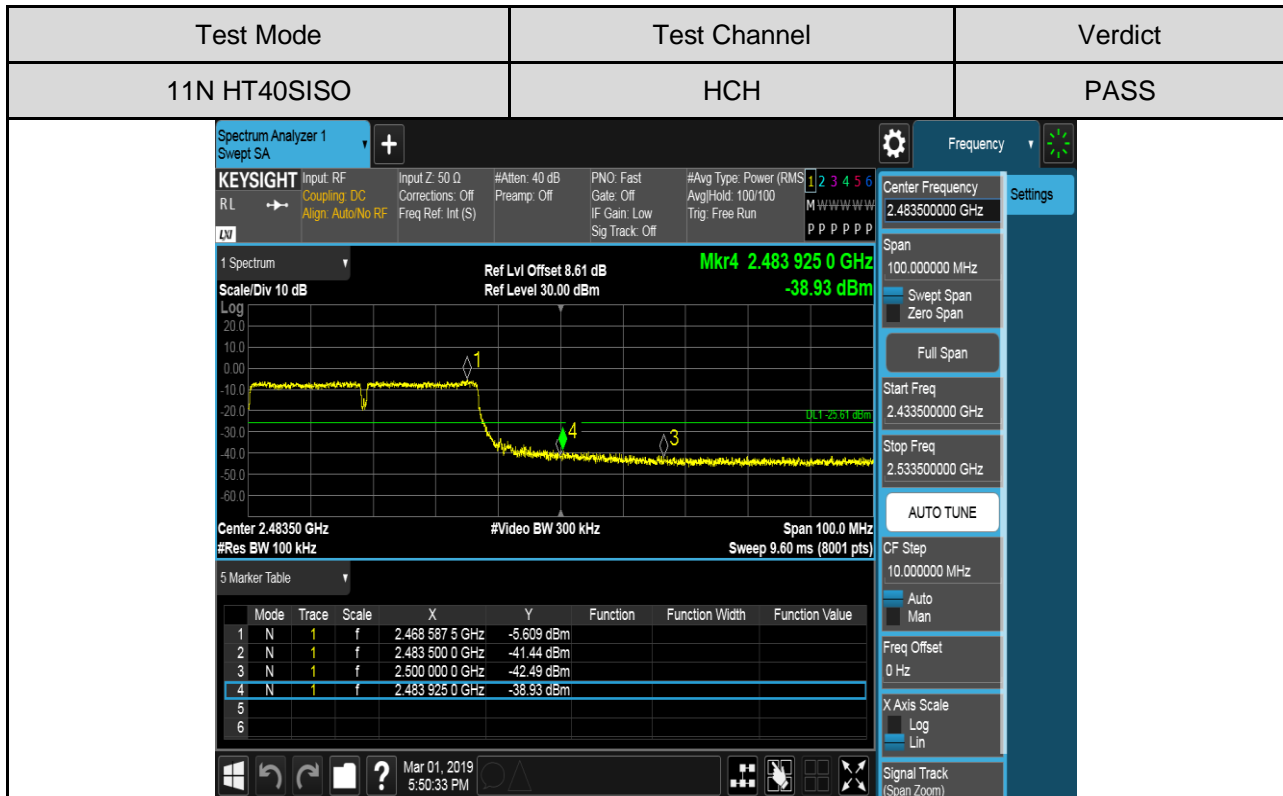 Test Mode Test Channel Verdict
11N HT40SISO HCH PASS
Spectrum Analyzer 1
Swept SA
+
Frequency
KEYSIGHT
RL
LXI
Input: RF
Coupling: DC
Align: Auto/No RF
Input Z: 50 Ω
Corrections: Off
Freq Ref: Int (S)
#Atten: 40 dB
Preamp: Off
PNO: Fast
Gate: Off
IF Gain: Low
Sig Track: Off
#Avg Type: Power (RMS
Avg|Hold: 100/100
Trig: Free Run
1 2 3 4 5 6
M W W W W W
P P P P P P
1 Spectrum
Scale/Div 10 dB
Ref Lvl Offset 8.61 dB
Ref Level 30.00 dBm
Mkr4 2.483 925 0 GHz
-38.93 dBm
Log
20.0
10.0
0.00
-10.0
-20.0
-30.0
-40.0
-50.0
-60.0
1
4
3
DL1 -25.61 dBm
Center 2.48350 GHz #Video BW 300 kHz Span 100.0 MHz
#Res BW 100 kHz Sweep 9.60 ms (8001 pts)
5 Marker Table
Mode Trace Scale X Y Function Function Width Function Value
1 N 1 f 2.468 587 5 GHz -5.609 dBm
2 N 1 f 2.483 500 0 GHz -41.44 dBm
3 N 1 f 2.500 000 0 GHz -42.49 dBm
4 N 1 f 2.483 925 0 GHz -38.93 dBm
5
6
?
Mar 01, 2019
5:50:33 PM
Center Frequency
2.483500000 GHz
Settings
Span
100.000000 MHz
Swept Span
Zero Span
Full Span
Start Freq
2.433500000 GHz
Stop Freq
2.533500000 GHz
AUTO TUNE
CF Step
10.000000 MHz
Auto
Man
Freq Offset
0 Hz
X Axis Scale
Log
Lin
Signal Track
(Span Zoom)